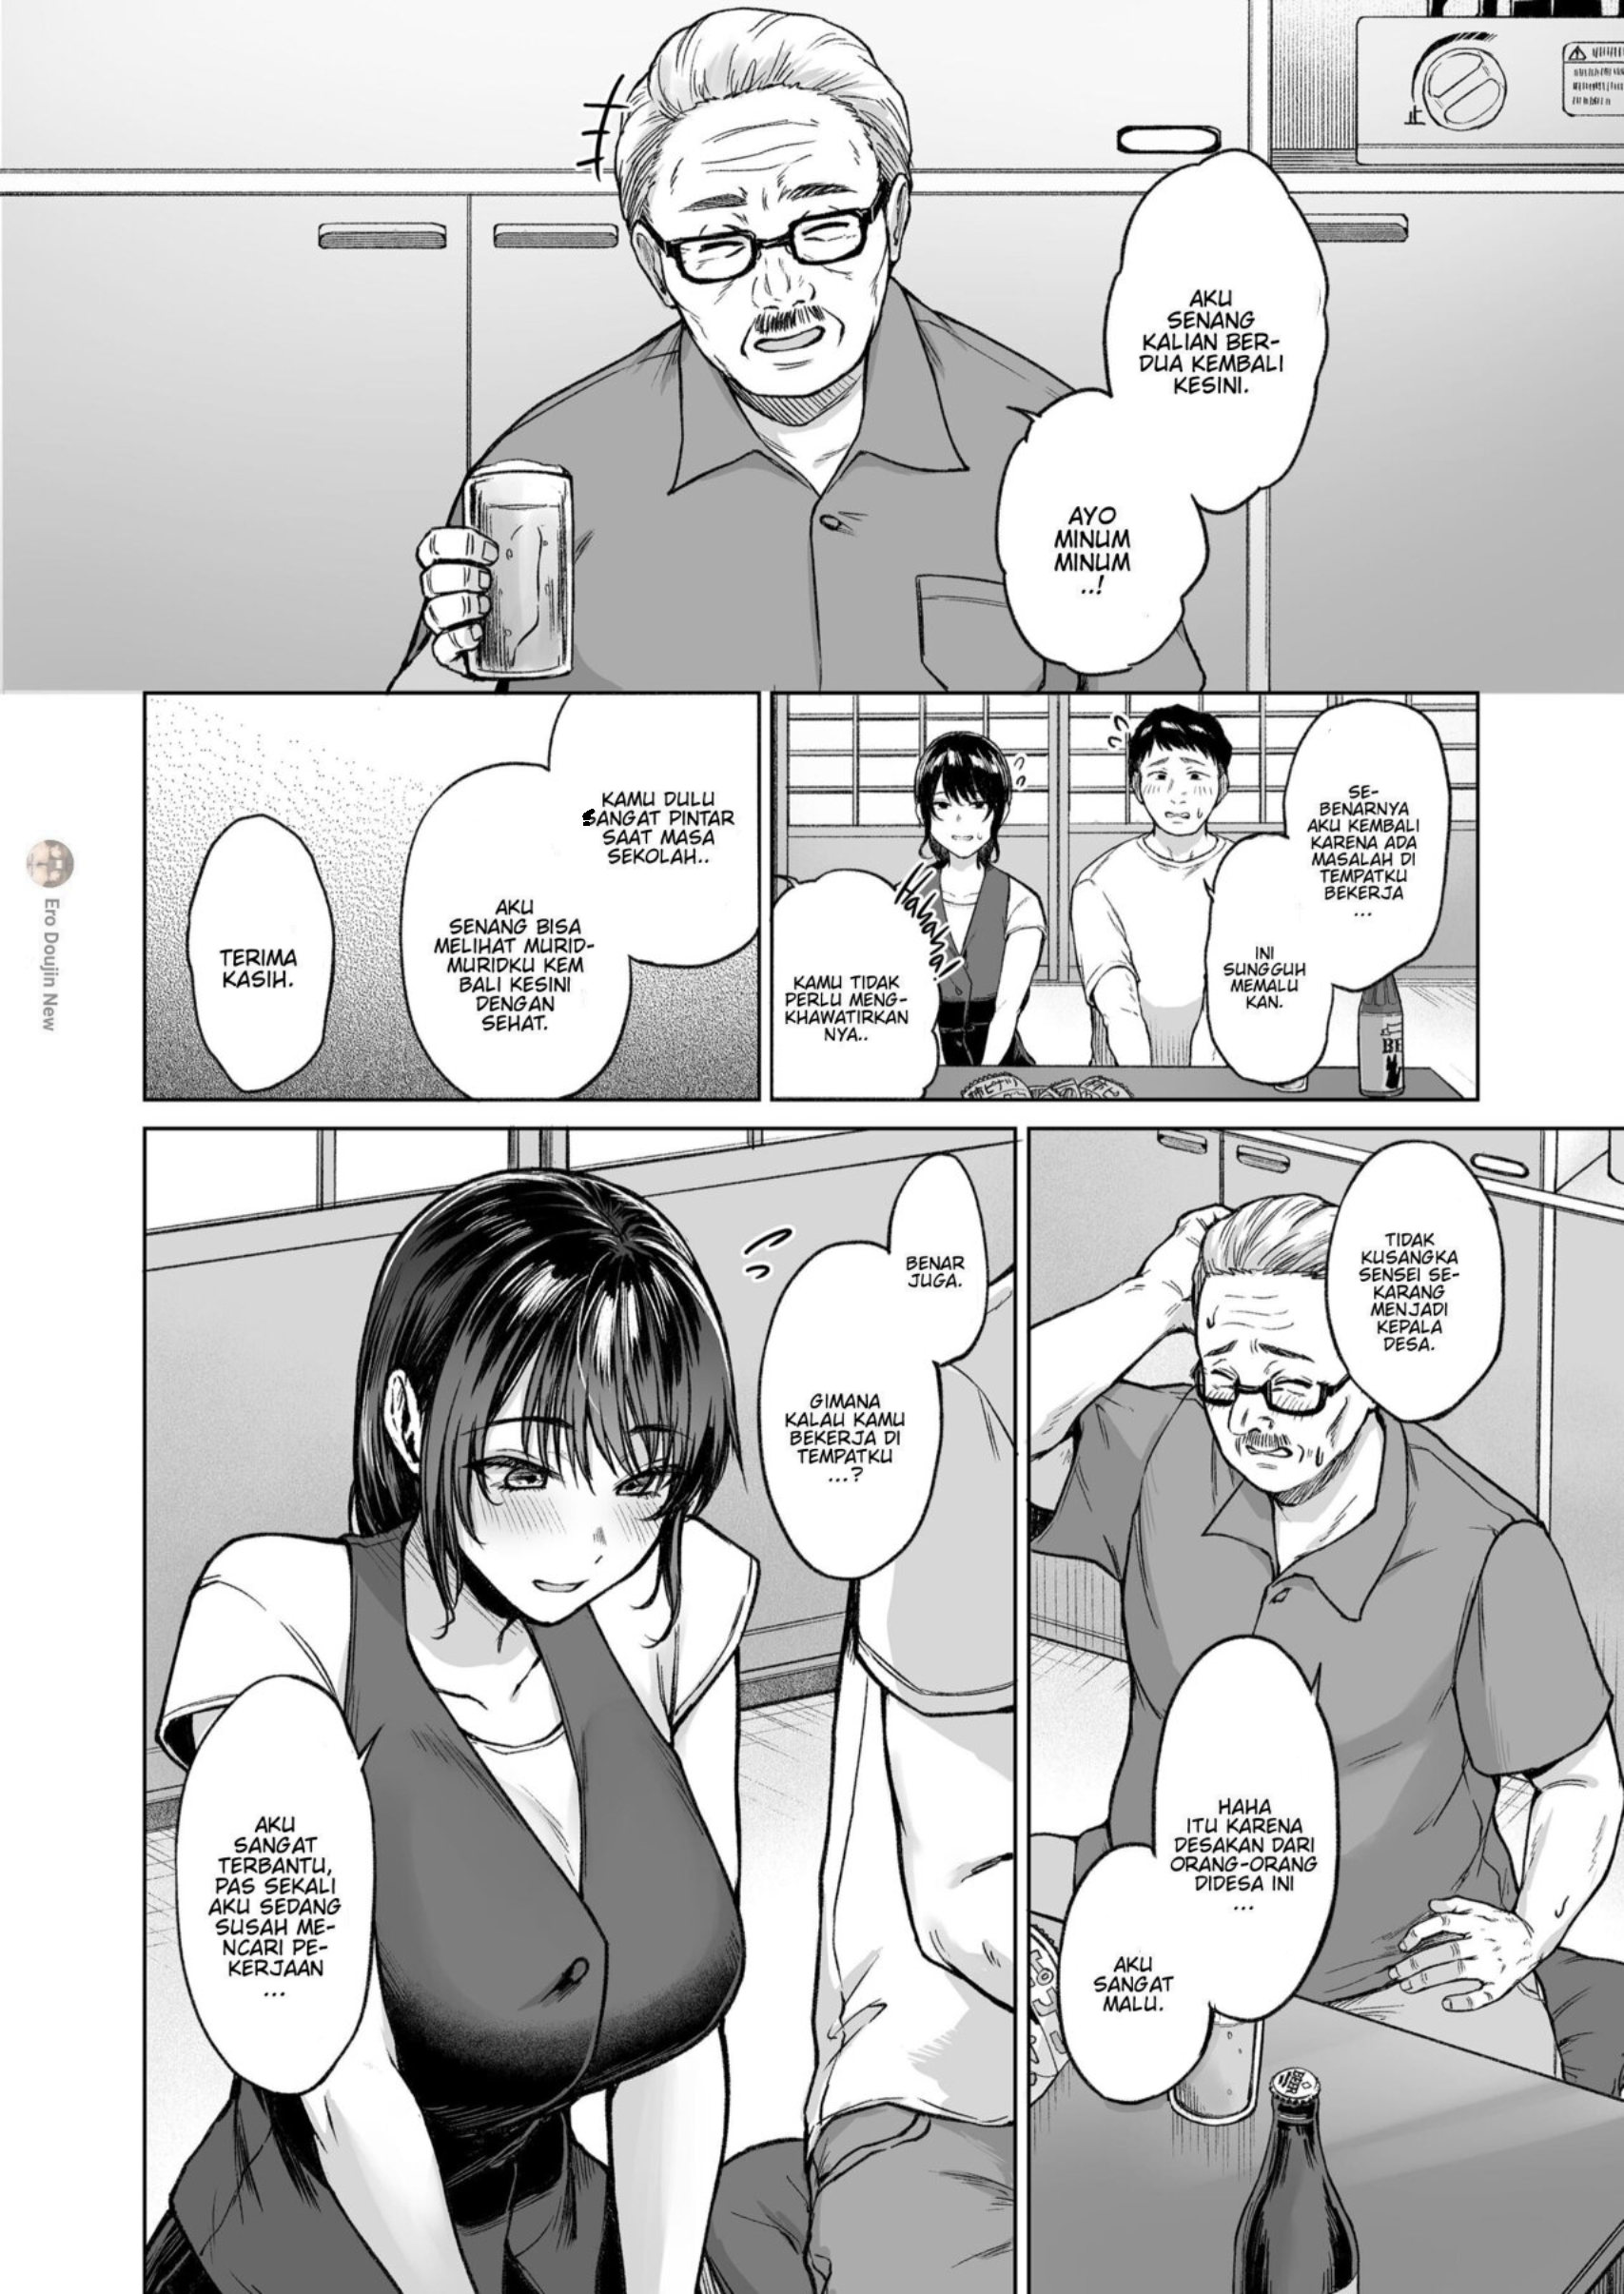 止
AKU
SENANG
KALIAN BER-
DUA KEMBALI
KESINI.
AYO
MINUM
MINUM
..!
SE-
BENARNYA
AKU KEMBALI
KARENA ADA
MASALAH DI
TEMPATKU
BEKERJA
...
INI
SUNGGUH
MEMALU
KAN.
Hahaha!
KAMU TIDAK
PERLU MENG-
KHAWATIRKAN
NYA..
BE
KAMU DULU
SANGAT PINTAR
SAAT MASA
SEKOLAH..
AKU
SENANG BISA
MELIHAT MURID-
MURIDKU KEM
BALI KESINI
DENGAN
SEHAT.
TERIMA
KASIH.
Ero Doujin New
TIDAK
KUSANGKA
SENSEI SE-
KARANG
MENJADI
KEPALA
DESA.
HAHA
ITU KARENA
DESAKAN DARI
ORANG-ORANG
DIDESA INI
...
AKU
SANGAT
MALU.
BENAR
JUGA.
GIMANA
KALAU KAMU
BEKERJA DI
TEMPATKU
...?
AKU
SANGAT
TERBANTU,
PAS SEKALI
AKU SEDANG
SUSAH ME-
NCARI PE-
KERJAAN
...